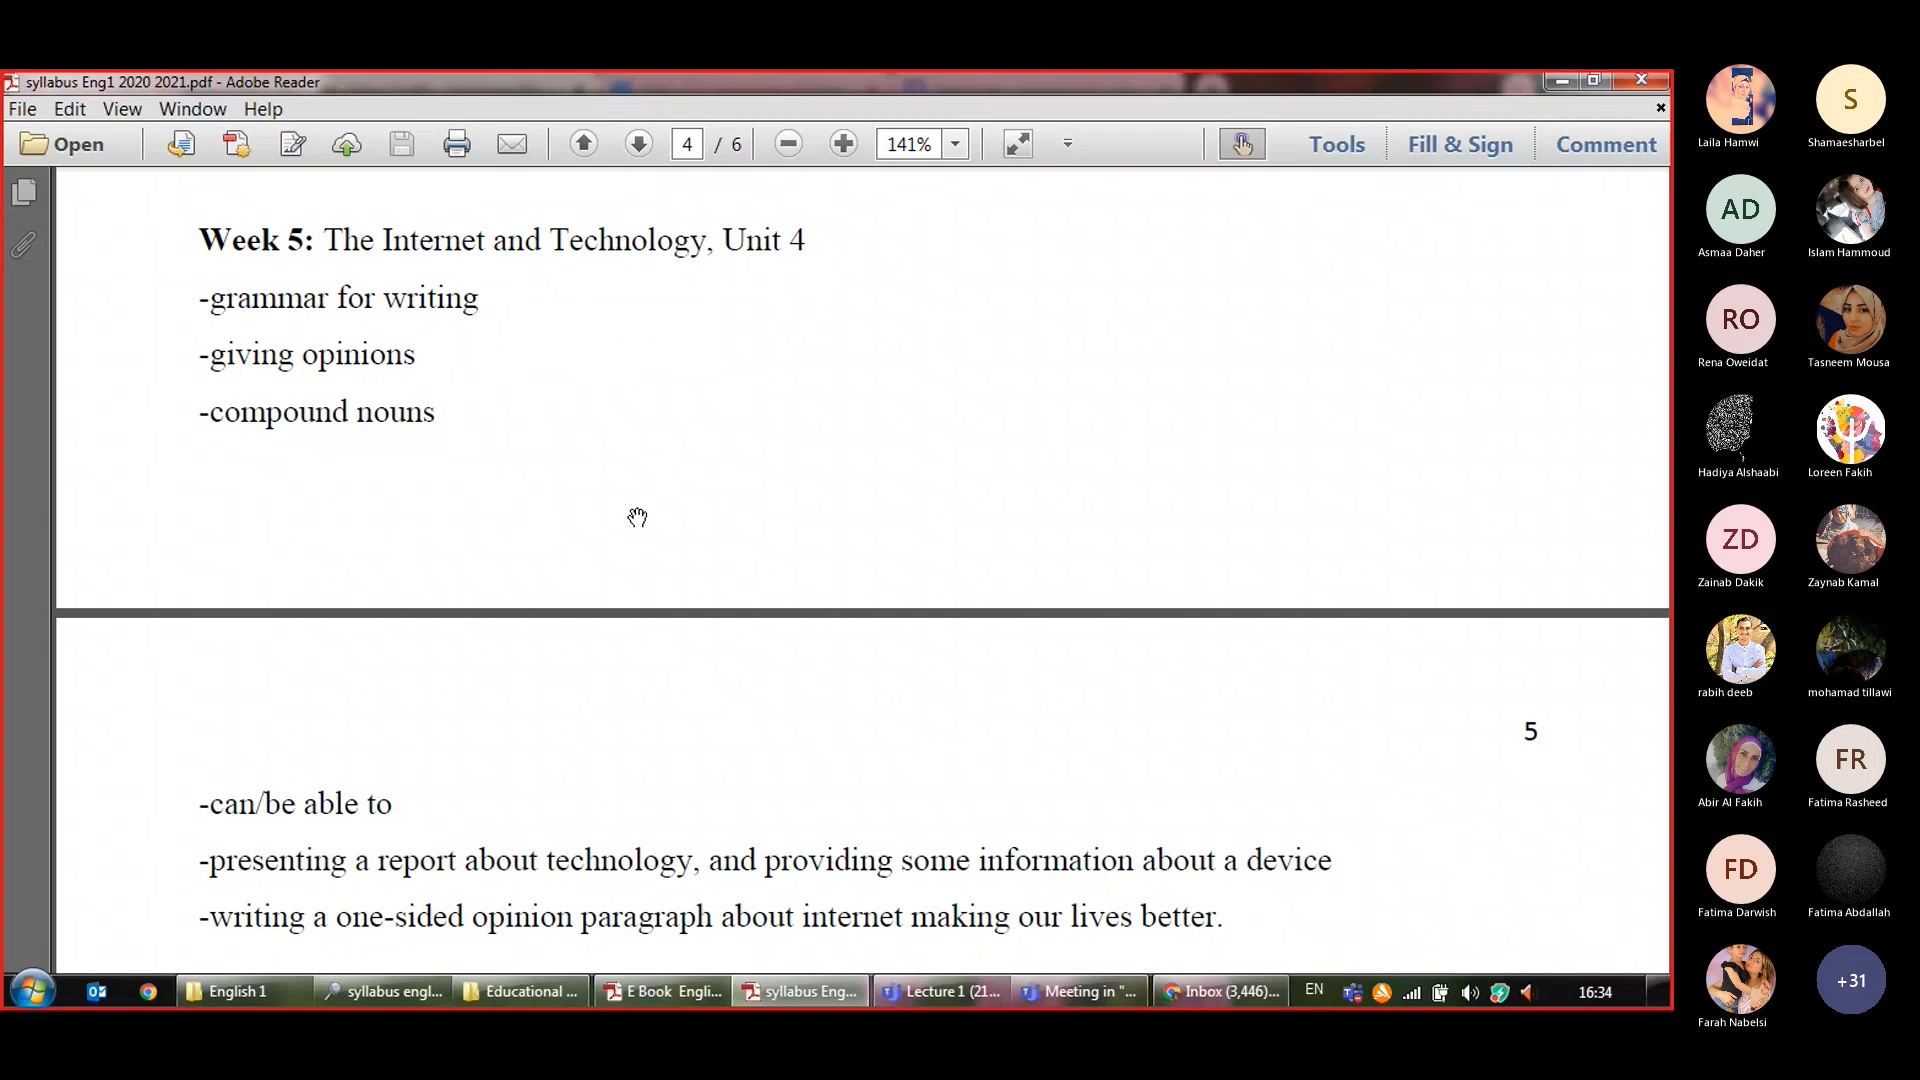 syllabus Eng1 2020 2021.pdf - Adobe Reader
File Edit View Window Help
Open 4 / 6 141% Tools Fill & Sign Comment
Week 5: The Internet and Technology, Unit 4
-grammar for writing
-giving opinions
-compound nouns
5
-can/be able to
-presenting a report about technology, and providing some information about a device
-writing a one-sided opinion paragraph about internet making our lives better.
English 1 syllabus engl... Educational ... E Book Engli... syllabus Eng... Lecture 1 (21... Meeting in "... Inbox (3,446)... EN 16:34
S
Laila Hamwi Shamaesharbel
AD
Asmaa Daher Islam Hammoud
RO
Rena Oweidat Tasneem Mousa
Hadiya Alshaabi Loreen Fakih
ZD
Zainab Dakik Zaynab Kamal
rabih deeb mohamad tillawi
FR
Abir Al Fakih Fatima Rasheed
FD
Fatima Darwish Fatima Abdallah
+31
Farah Nabelsi